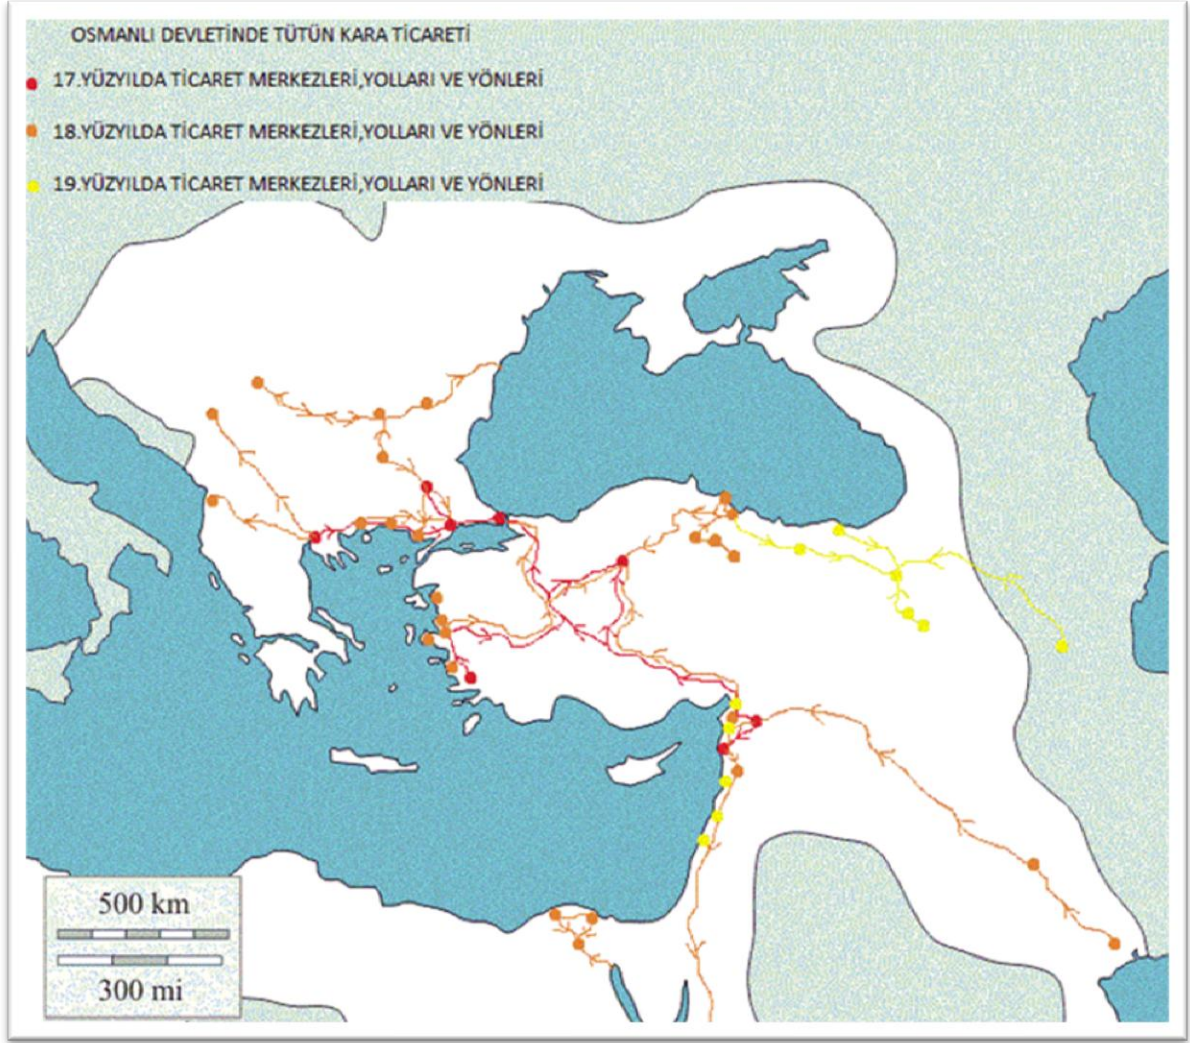 OSMANLI DEVLETİNDE TÜTÜN KARA TİCARETİ
17.YÜZYILDA TİCARET MERKEZLERİ,YOLLARI VE YÖNLERİ
18.YÜZYILDA TİCARET MERKEZLERİ,YOLLARI VE YÖNLERİ
19.YÜZYILDA TİCARET MERKEZLERİ,YOLLARI VE YÖNLERİ
500 km
300 mi